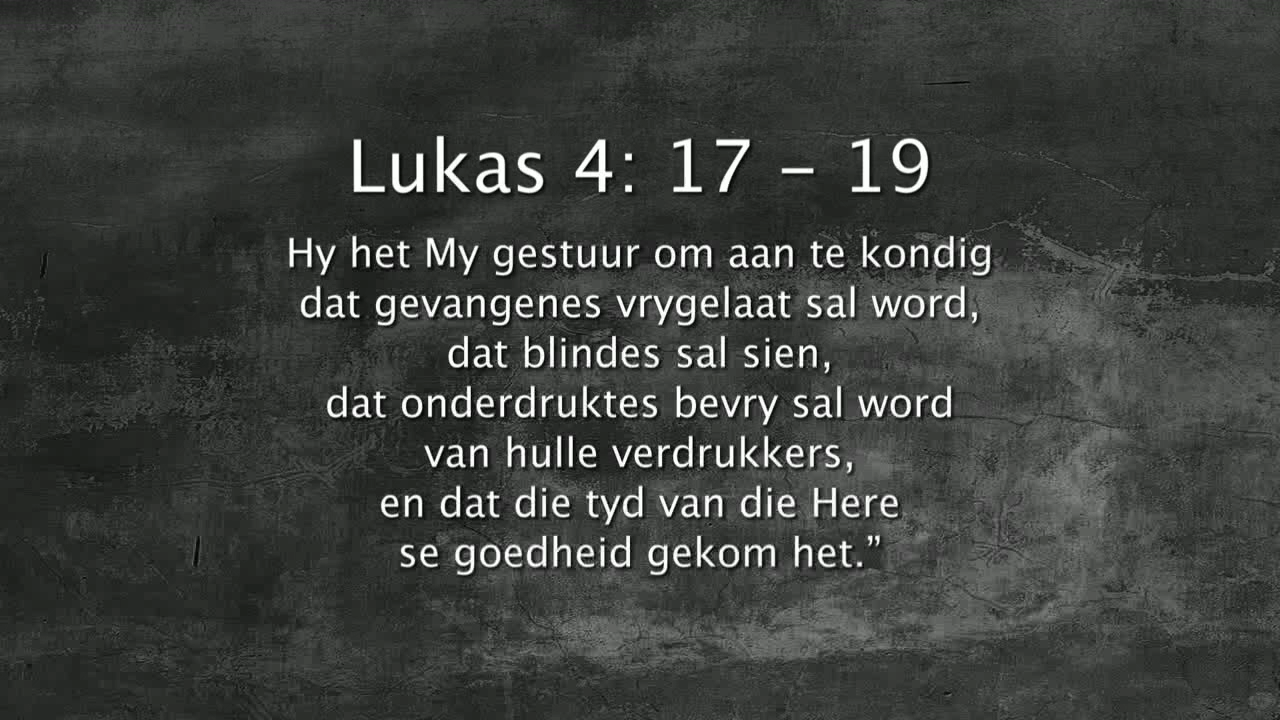 Lukas 4: 17 – 19
Hy het My gestuur om aan te kondig
dat gevangenes vrygelaat sal word,
dat blindes sal sien,
dat onderdruktes bevry sal word
van hulle verdrukkers,
en dat die tyd van die Here
se goedheid gekom het.”